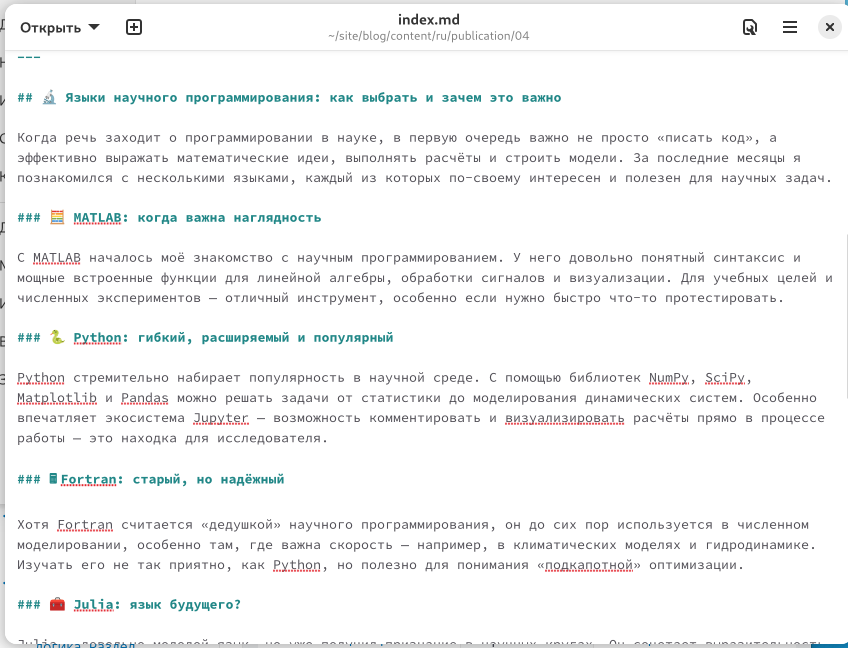 Открыть
index.md
~/site/blog/content/ru/publication/04
---
## 🔬 Языки научного программирования: как выбрать и зачем это важно
Когда речь заходит о программировании в науке, в первую очередь важно не просто «писать код», а
эффективно выражать математические идеи, выполнять расчёты и строить модели. За последние месяцы я
познакомился с несколькими языками, каждый из которых по-своему интересен и полезен для научных задач.
### 🧮 MATLAB: когда важна наглядность
С MATLAB началось моё знакомство с научным программированием. У него довольно понятный синтаксис и
мощные встроенные функции для линейной алгебры, обработки сигналов и визуализации. Для учебных целей и
численных экспериментов — отличный инструмент, особенно если нужно быстро что-то протестировать.
### 🐍 Python: гибкий, расширяемый и популярный
Python стремительно набирает популярность в научной среде. С помощью библиотек NumPy, SciPy,
Matplotlib и Pandas можно решать задачи от статистики до моделирования динамических систем. Особенно
впечатляет экосистема Jupyter — возможность комментировать и визуализировать расчёты прямо в процессе
работы — это находка для исследователя.
### 🖩Fortran: старый, но надёжный
Хотя Fortran считается «дедушкой» научного программирования, он до сих пор используется в численном
моделировании, особенно там, где важна скорость — например, в климатических моделях и гидродинамике.
Изучать его не так приятно, как Python, но полезно для понимания «подкапотной» оптимизации.
### 🧰 Julia: язык будущего?